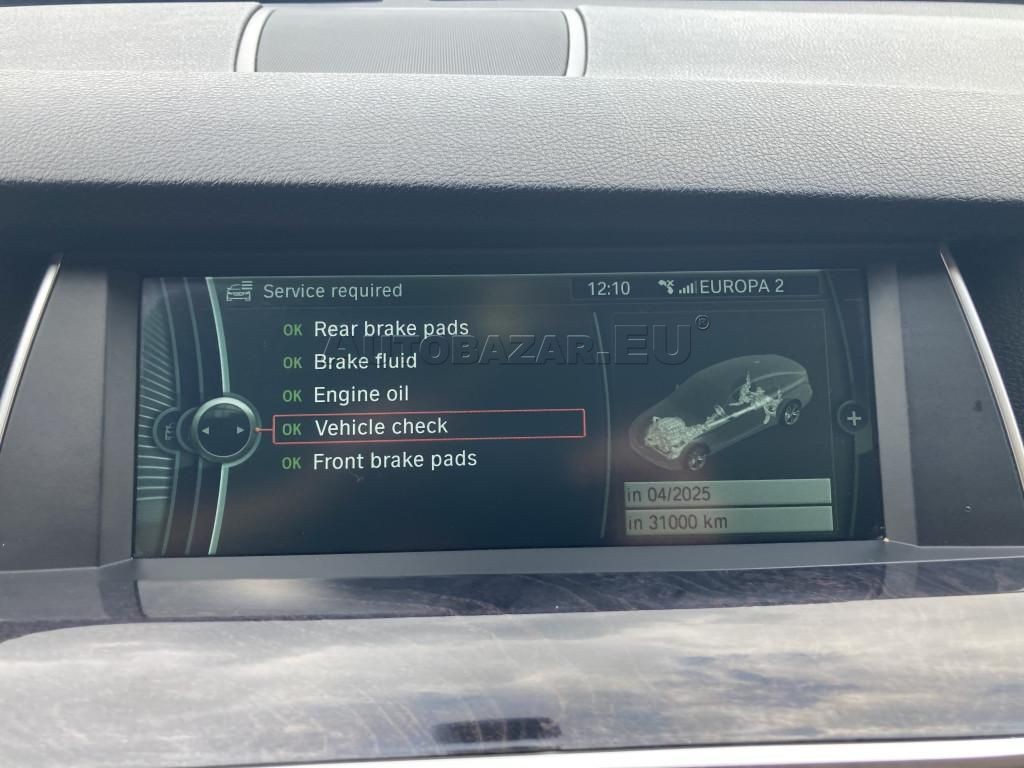 Service required
12:10
EUROPA 2
OK Rear brake pads
AUTOBAZAR.EU®
OK Brake fluid
OK Engine oil
OK Vehicle check
OK Front brake pads
in 04/2025
in 31000 km